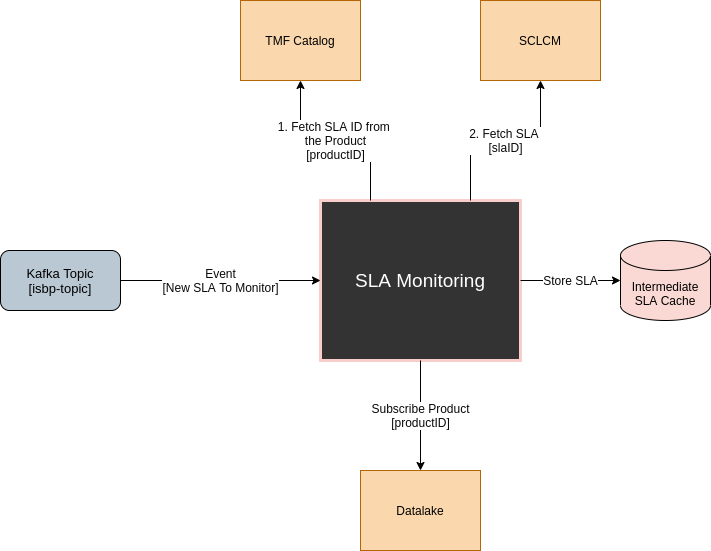 TMF Catalog
SCLCM
1. Fetch SLA ID from
the Product
[productID]
2. Fetch SLA
[slaID]
Kafka Topic
[isbp-topic]
Event
[New SLA To Monitor]
SLA Monitoring
Store SLA
Intermediate
SLA Cache
Subscribe Product
[productID]
Datalake